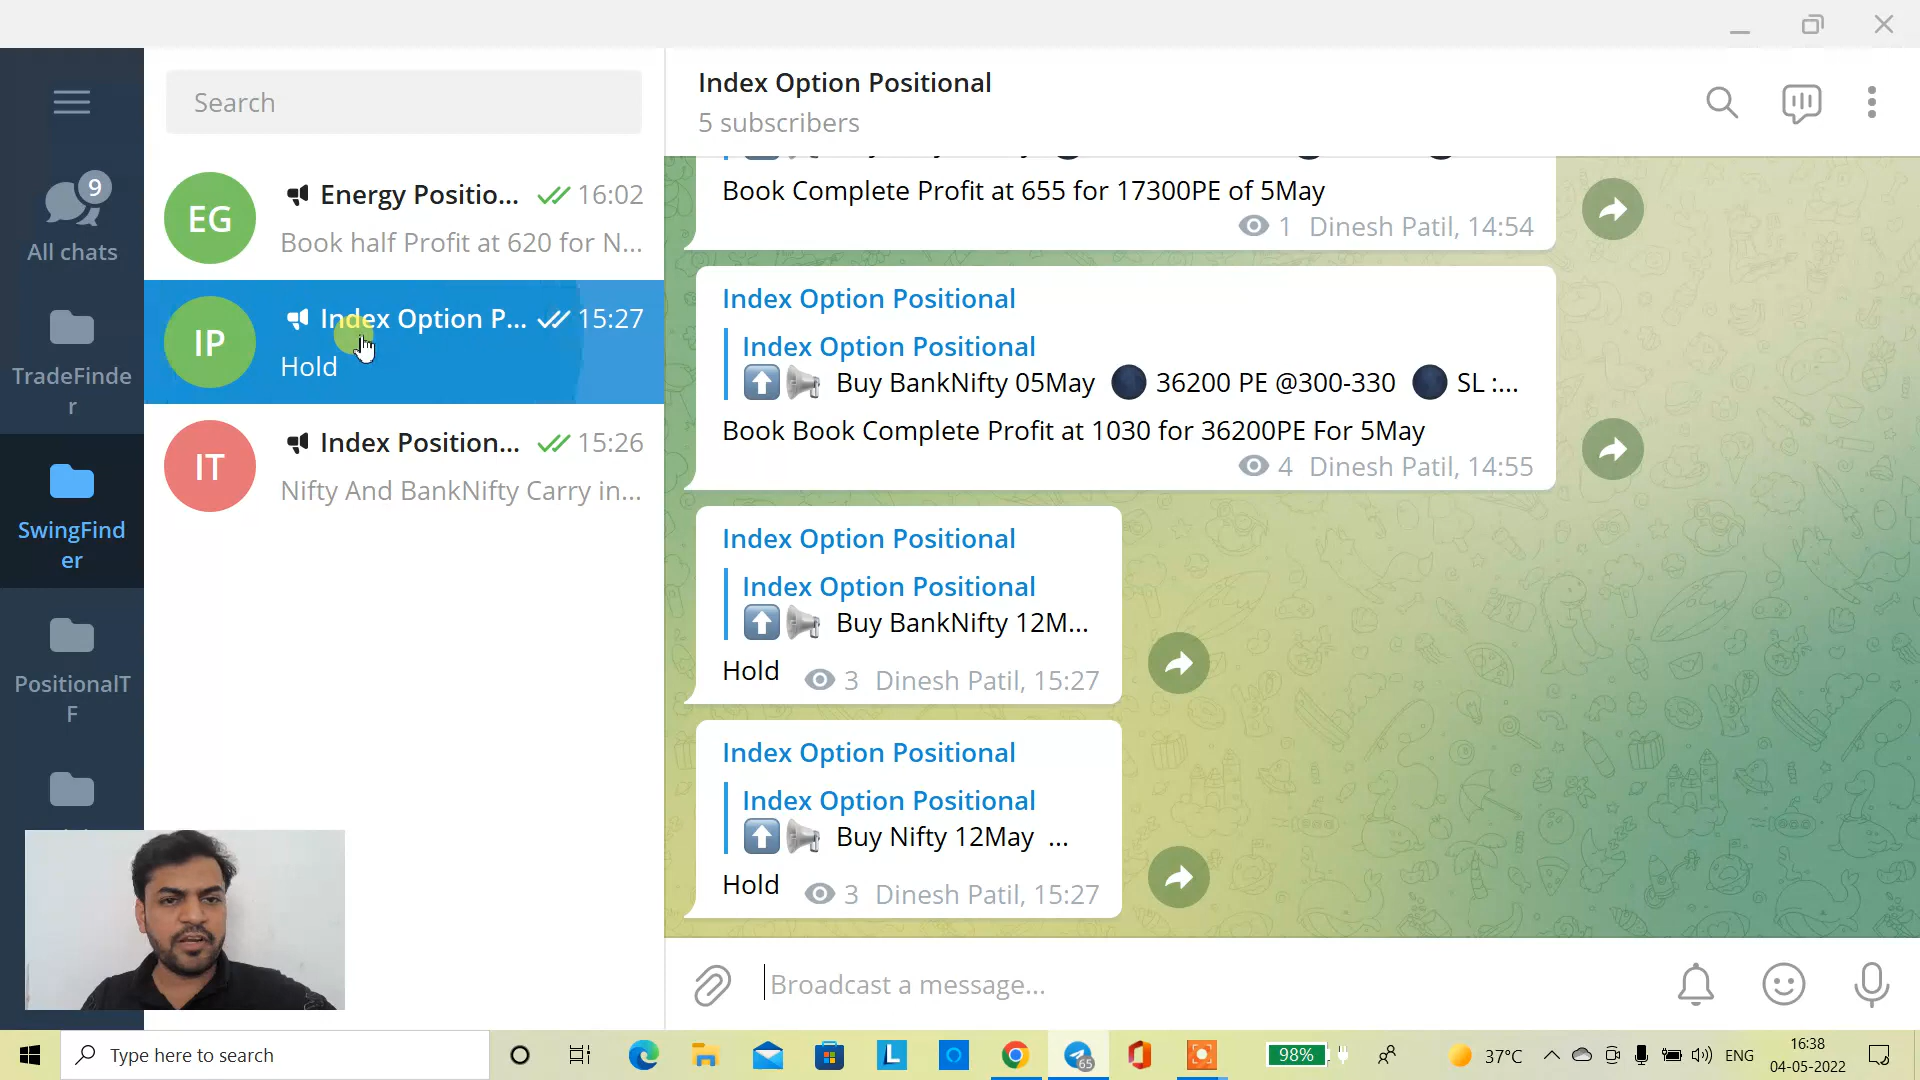 Search
9
All chats
TradeFinde
r
SwingFind
er
PositionalT
F
EG
Energy Positio...
16:02
Book half Profit at 620 for N...
IP
Index Option P...
15:27
Hold
IT
Index Position...
15:26
Nifty And BankNifty Carry in...
Index Option Positional
5 subscribers
Book Complete Profit at 655 for 17300PE of 5May
1 Dinesh Patil, 14:54
Index Option Positional
Index Option Positional
Buy BankNifty 05May 36200 PE @300-330 SL :...
Book Book Complete Profit at 1030 for 36200PE For 5May
4 Dinesh Patil, 14:55
Index Option Positional
Index Option Positional
Buy BankNifty 12M...
Hold 3 Dinesh Patil, 15:27
Index Option Positional
Index Option Positional
Buy Nifty 12May ...
Hold 3 Dinesh Patil, 15:27
Broadcast a message...
Type here to search
L
65
98%
37°C
ENG
16:38
04-05-2022